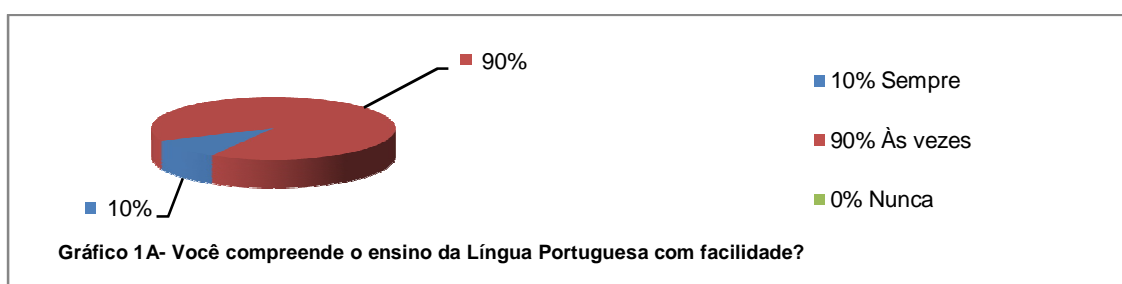 90%
10%
10% Sempre
90% Às vezes
0% Nunca
Gráfico 1A- Você compreende o ensino da Língua Portuguesa com facilidade?